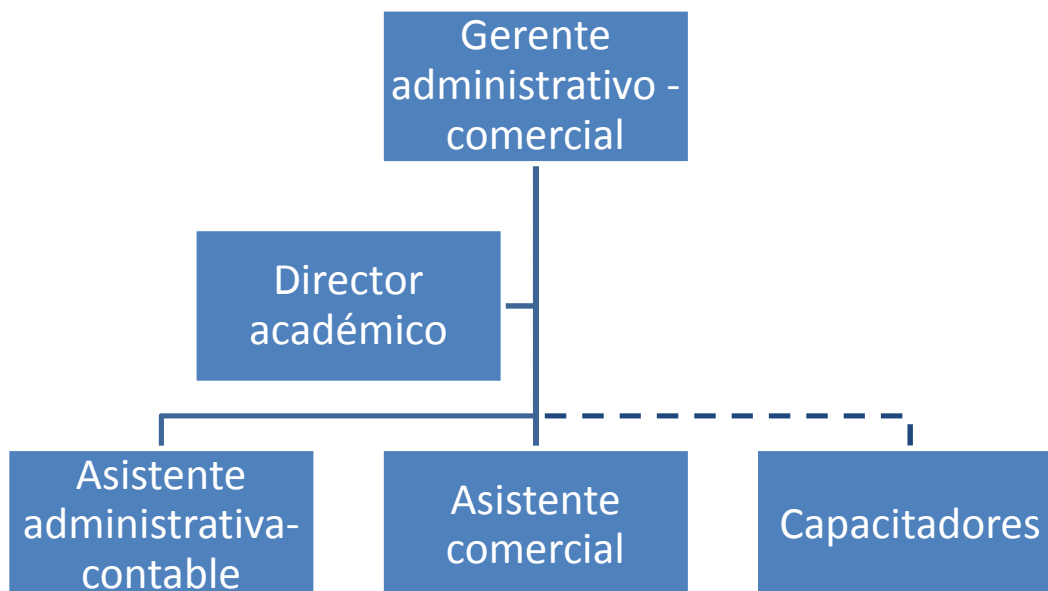 Gerente
administrativo -
comercial
Director
académico
Asistente
administrativa-
contable
Asistente
comercial
Capacitadores